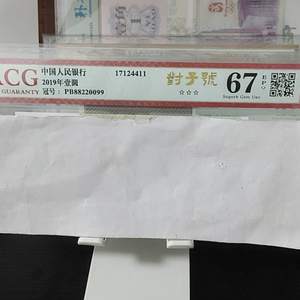 ACG
GUARANTY
中国人民银行
2019年壹圆
冠号: PB88220099
17124411
對子號
☆☆☆
67
EPQ
Superb Gem Unc